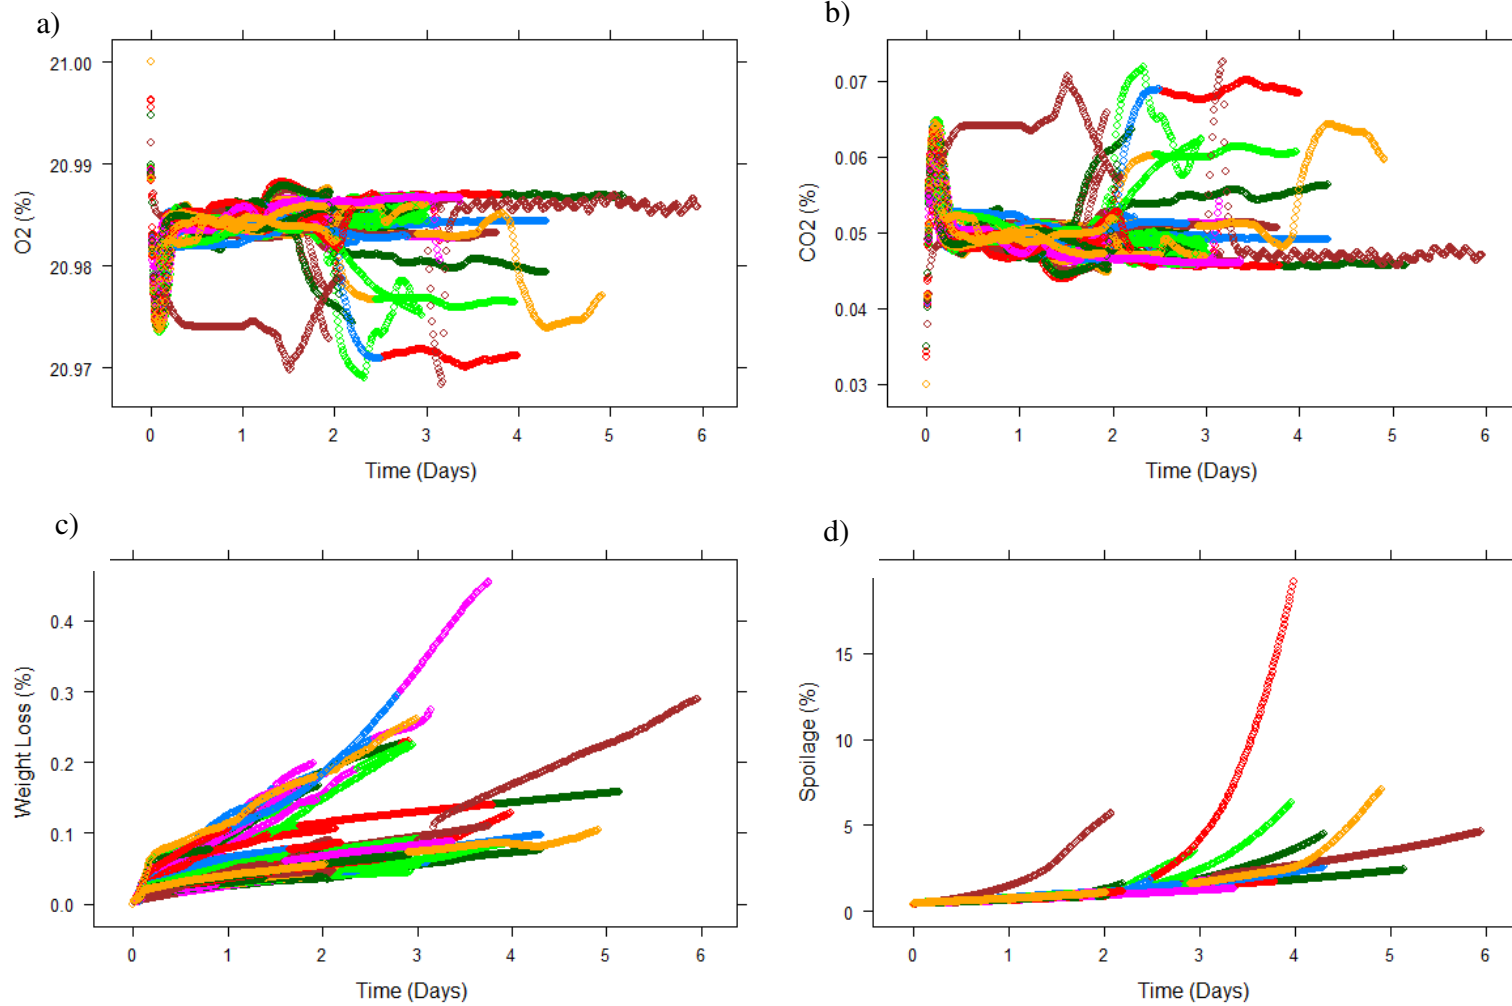 a)
21.00
20.99
20.98
20.97
O2 (%)
0 1 2 3 4 5 6
Time (Days)
b)
0.07
0.06
0.05
0.04
0.03
CO2 (%)
0 1 2 3 4 5 6
Time (Days)
c)
0.4
0.3
0.2
0.1
0.0
Weight Loss (%)
0 1 2 3 4 5 6
Time (Days)
d)
15
10
5
0
Spoilage (%)
0 1 2 3 4 5 6
Time (Days)